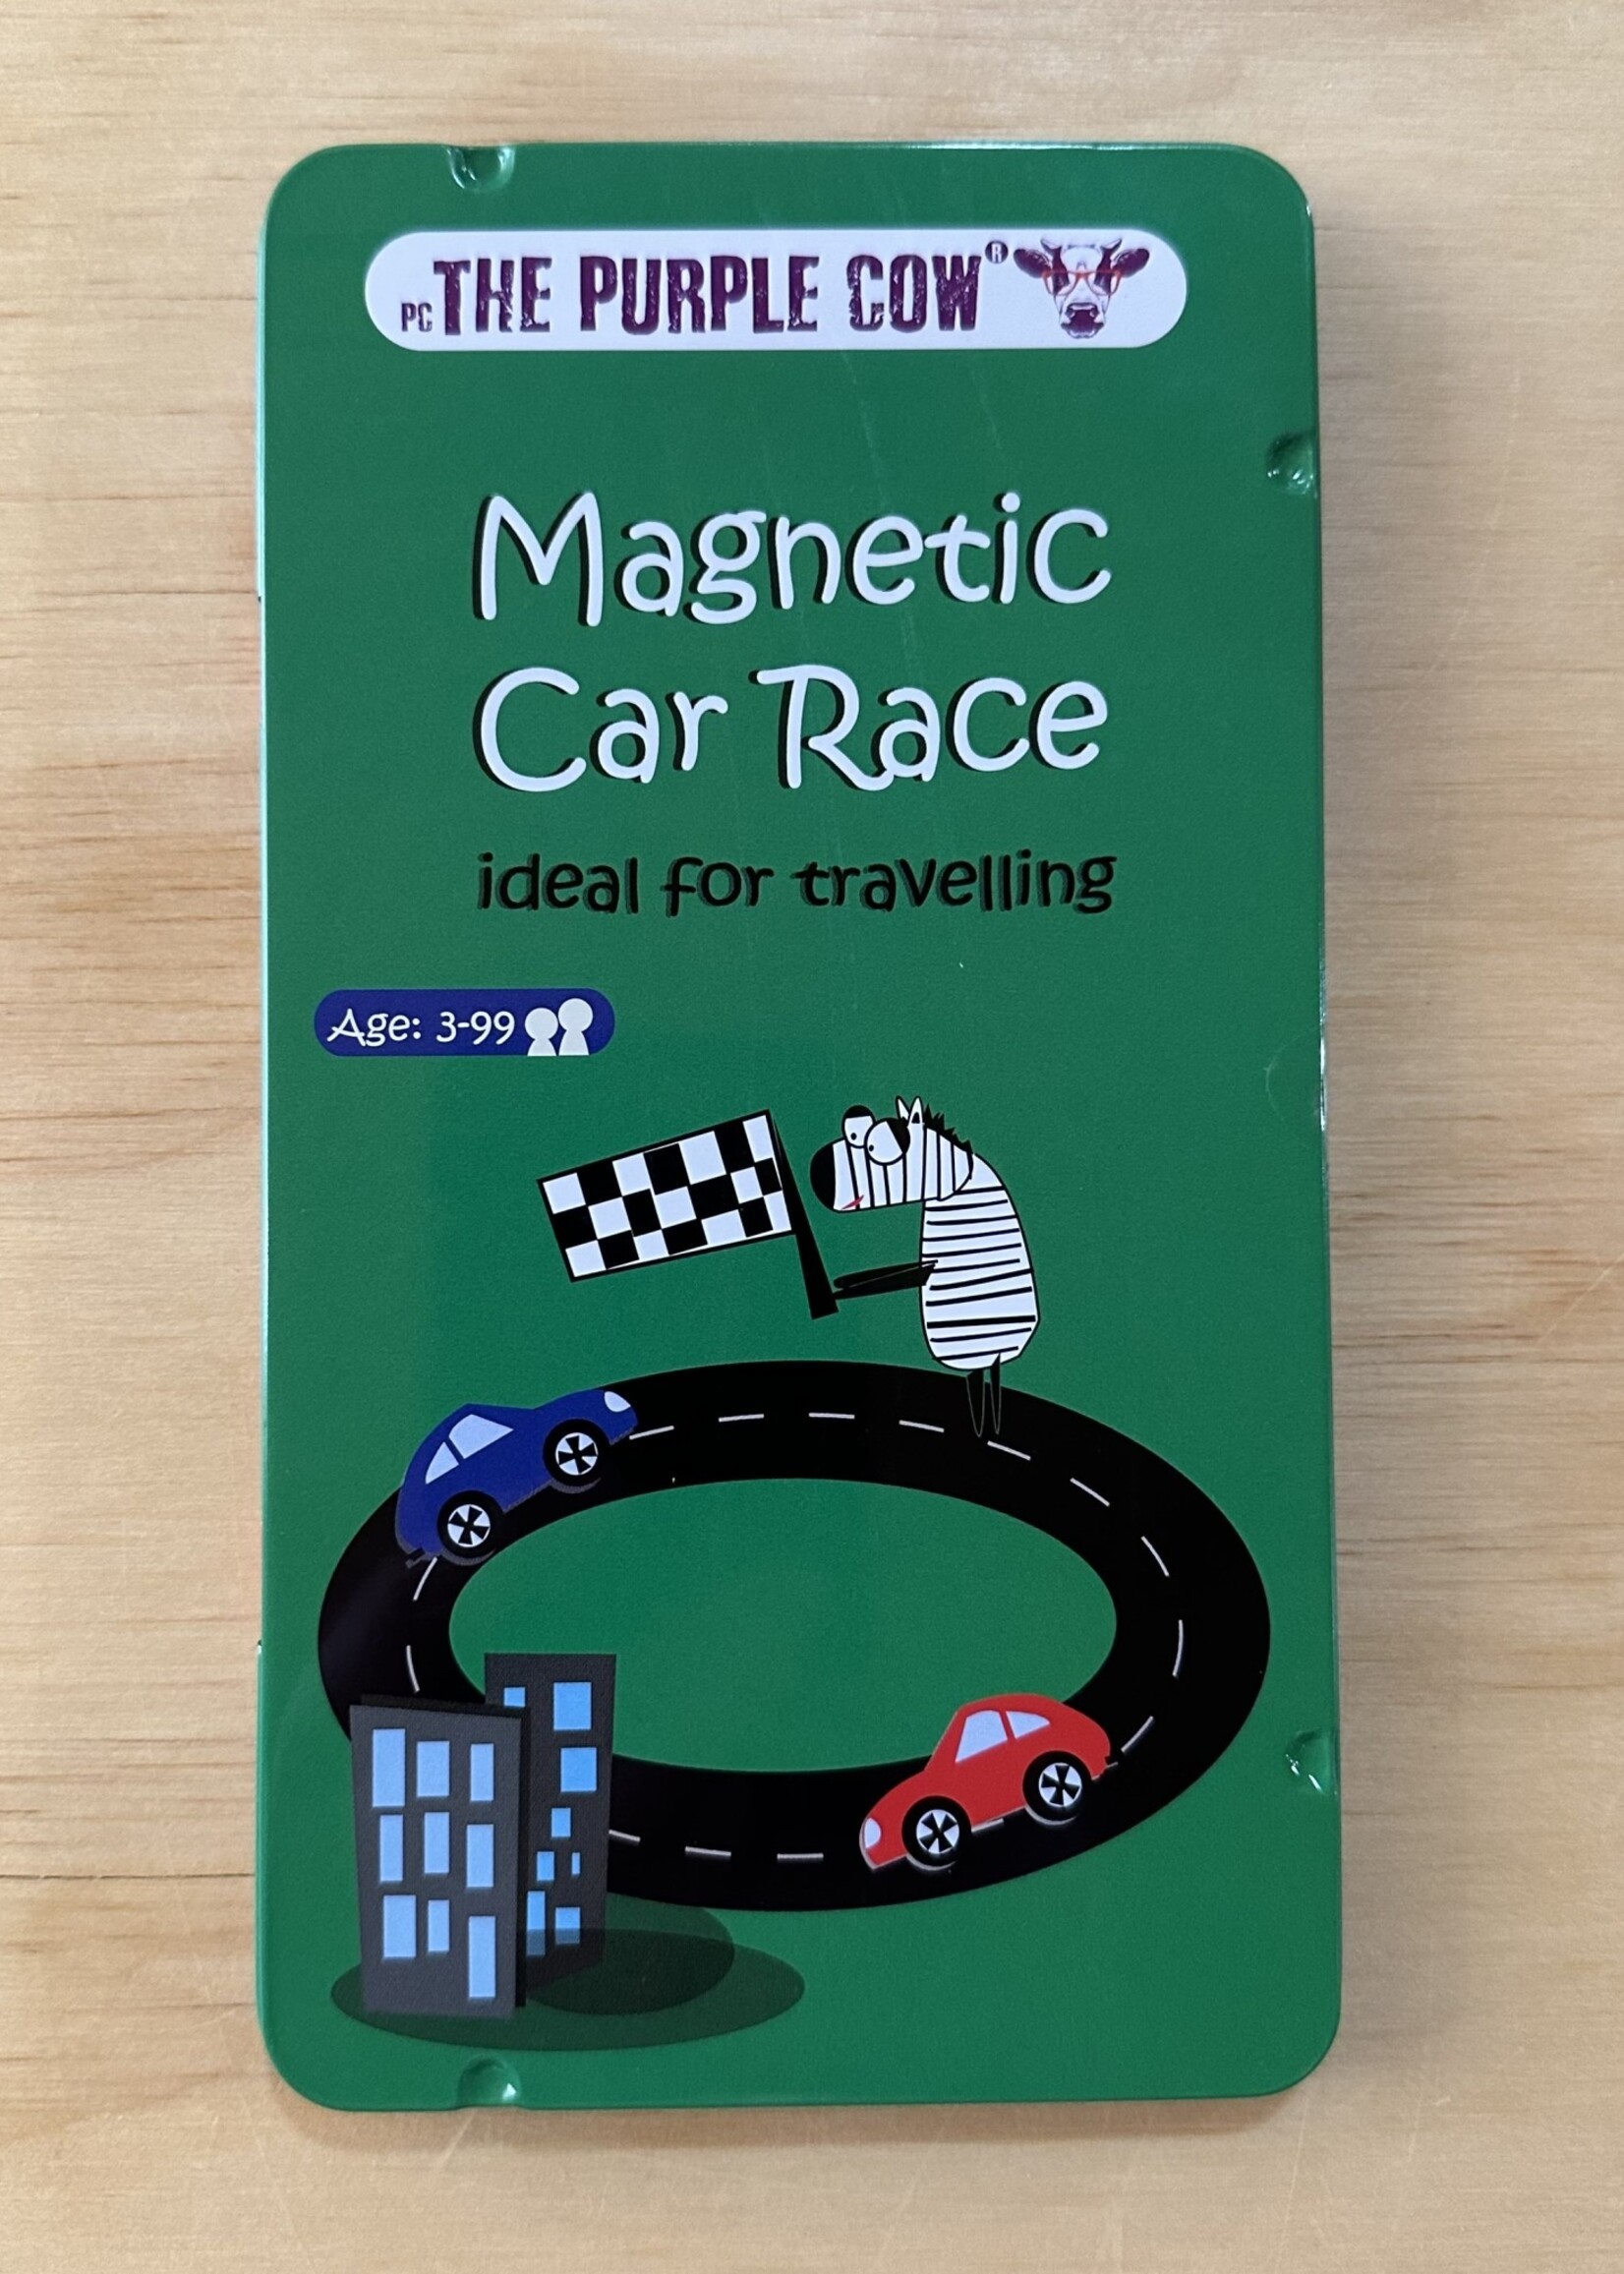 PC THE PURPLE COW®
Magnetic
Car Race
ideal for travelling
Age: 3-99